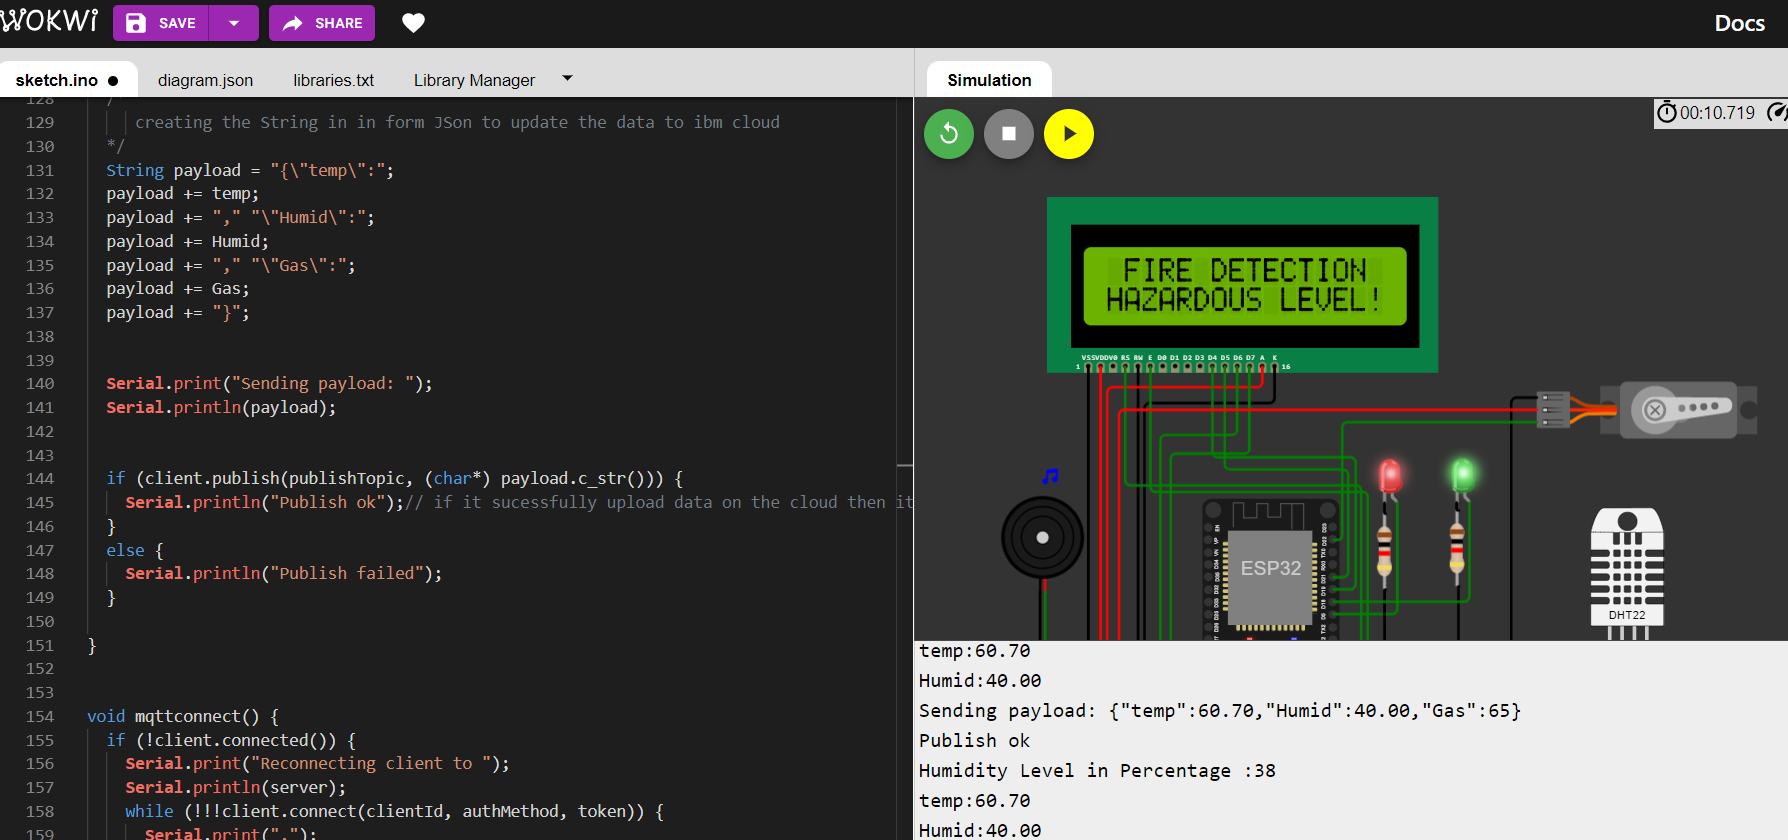 WOKWi SAVE SHARE Docs
sketch.ino diagram.json libraries.txt Library Manager
128 /*
129 creating the String in in form JSon to update the data to ibm cloud
130 */
131 String payload = "{\"temp\":";
132 payload += temp;
133 payload += "," "\"Humid\":";
134 payload += Humid;
135 payload += "," "\"Gas\":";
136 payload += Gas;
137 payload += "}";
138
139
140 Serial.print("Sending payload: ");
141 Serial.println(payload);
142
143
144 if (client.publish(publishTopic, (char*) payload.c_str())) {
145 Serial.println("Publish ok");// if it sucessfully upload data on the cloud then it
146 }
147 else {
148 Serial.println("Publish failed");
149 }
150
151 }
152
153
154 void mqttconnect() {
155 if (!client.connected()) {
156 Serial.print("Reconnecting client to ");
157 Serial.println(server);
158 while (!!!client.connect(clientId, authMethod, token)) {
159 Serial.print(".");
Simulation
00:10.719
FIRE DETECTION
HAZARDOUS LEVEL!
1 VSS VDD V0 RS RW E D0 D1 D2 D3 D4 D5 D6 D7 A K 16
ESP32
DHT22
temp:60.70
Humid:40.00
Sending payload: {"temp":60.70,"Humid":40.00,"Gas":65}
Publish ok
Humidity Level in Percentage :38
temp:60.70
Humid:40.00